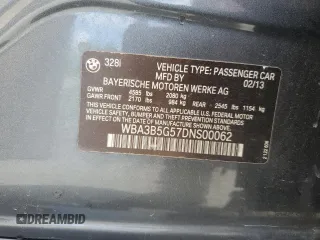 328i
VEHICLE TYPE: PASSENGER CAR
02/13
BAYERISCHE MOTOREN WERKE AG
GVWR 4585 lbs 2080 kg
GAWR FRONT 2170 lbs 984 kg REAR 2545 lbs 1154 kg
THIS VEHICLE CONFORMS TO ALL APPLICABLE
FEDERAL MOTOR VEHICLE SAFETY, BUMPER, AND
THEFT PREVENTION STANDARDS IN EFFECT ON THE
DATE OF MANUFACTURE SHOWN ABOVE
WBA3B5G57DNS00062
DREAMBID